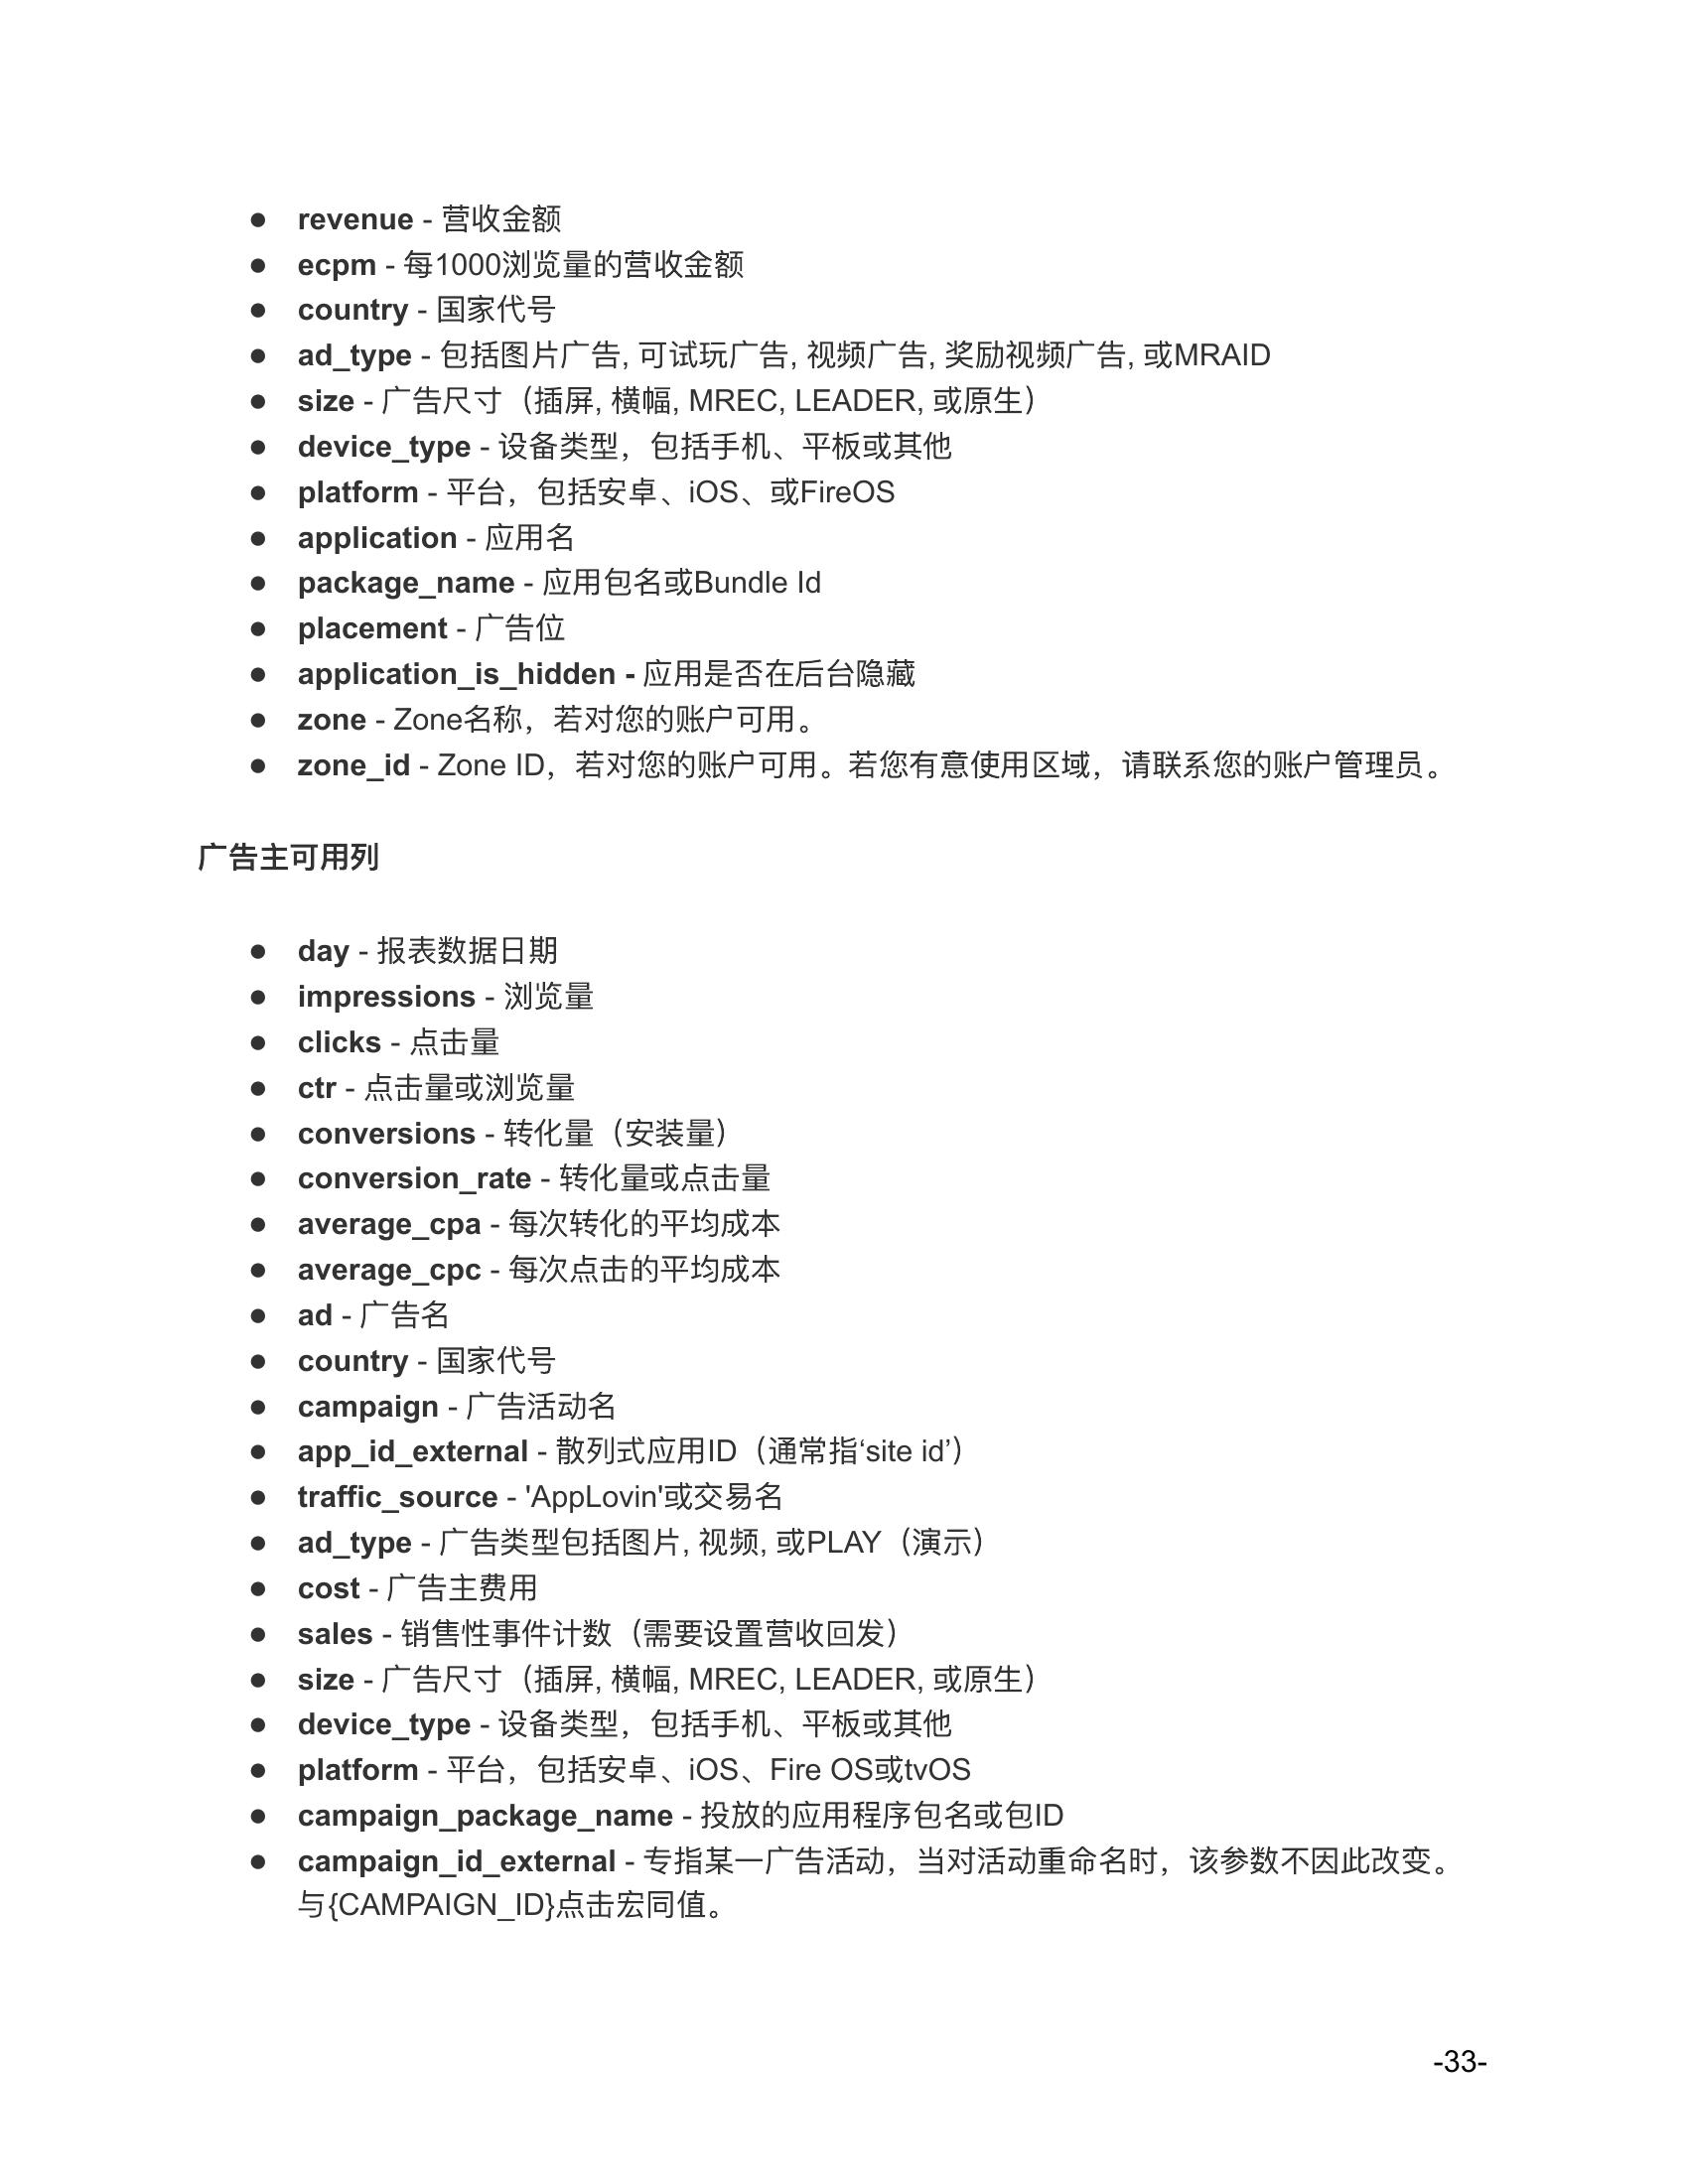 ● revenue - 营收金额
● ecpm - 每1000浏览量的营收金额
● country - 国家代号
● ad_type - 包括图片广告, 可试玩广告, 视频广告, 奖励视频广告, 或MRAID
● size - 广告尺寸（插屏, 横幅, MREC, LEADER, 或原生）
● device_type - 设备类型，包括手机、平板或其他
● platform - 平台，包括安卓、iOS、或FireOS
● application - 应用名
● package_name - 应用包名或Bundle Id
● placement - 广告位
● application_is_hidden - 应用是否在后台隐藏
● zone - Zone名称，若对您的账户可用。
● zone_id - Zone ID，若对您的账户可用。若您有意使用区域，请联系您的账户管理员。
广告主可用列
● day - 报表数据日期
● impressions - 浏览量
● clicks - 点击量
● ctr - 点击量或浏览量
● conversions - 转化量（安装量）
● conversion_rate - 转化量或点击量
● average_cpa - 每次转化的平均成本
● average_cpc - 每次点击的平均成本
● ad - 广告名
● country - 国家代号
● campaign - 广告活动名
● app_id_external - 散列式应用ID（通常指‘site id’）
● traffic_source - 'AppLovin'或交易名
● ad_type - 广告类型包括图片, 视频, 或PLAY（演示）
● cost - 广告主费用
● sales - 销售性事件计数（需要设置营收回发）
● size - 广告尺寸（插屏, 横幅, MREC, LEADER, 或原生）
● device_type - 设备类型，包括手机、平板或其他
● platform - 平台，包括安卓、iOS、Fire OS或tvOS
● campaign_package_name - 投放的应用程序包名或包ID
● campaign_id_external - 专指某一广告活动，当对活动重命名时，该参数不因此改变。
与{CAMPAIGN_ID}点击宏同值。
-33-